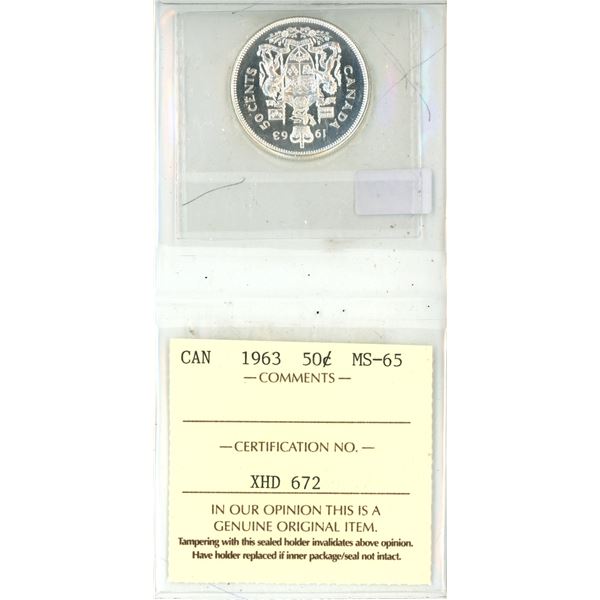 50 CENTS
CANADA
19 63
CAN 1963 50¢ MS-65
— COMMENTS —
— CERTIFICATION NO. —
XHD 672
IN OUR OPINION THIS IS A
GENUINE ORIGINAL ITEM.
Tampering with this sealed holder invalidates above opinion.
Have holder replaced if inner package/seal not intact.